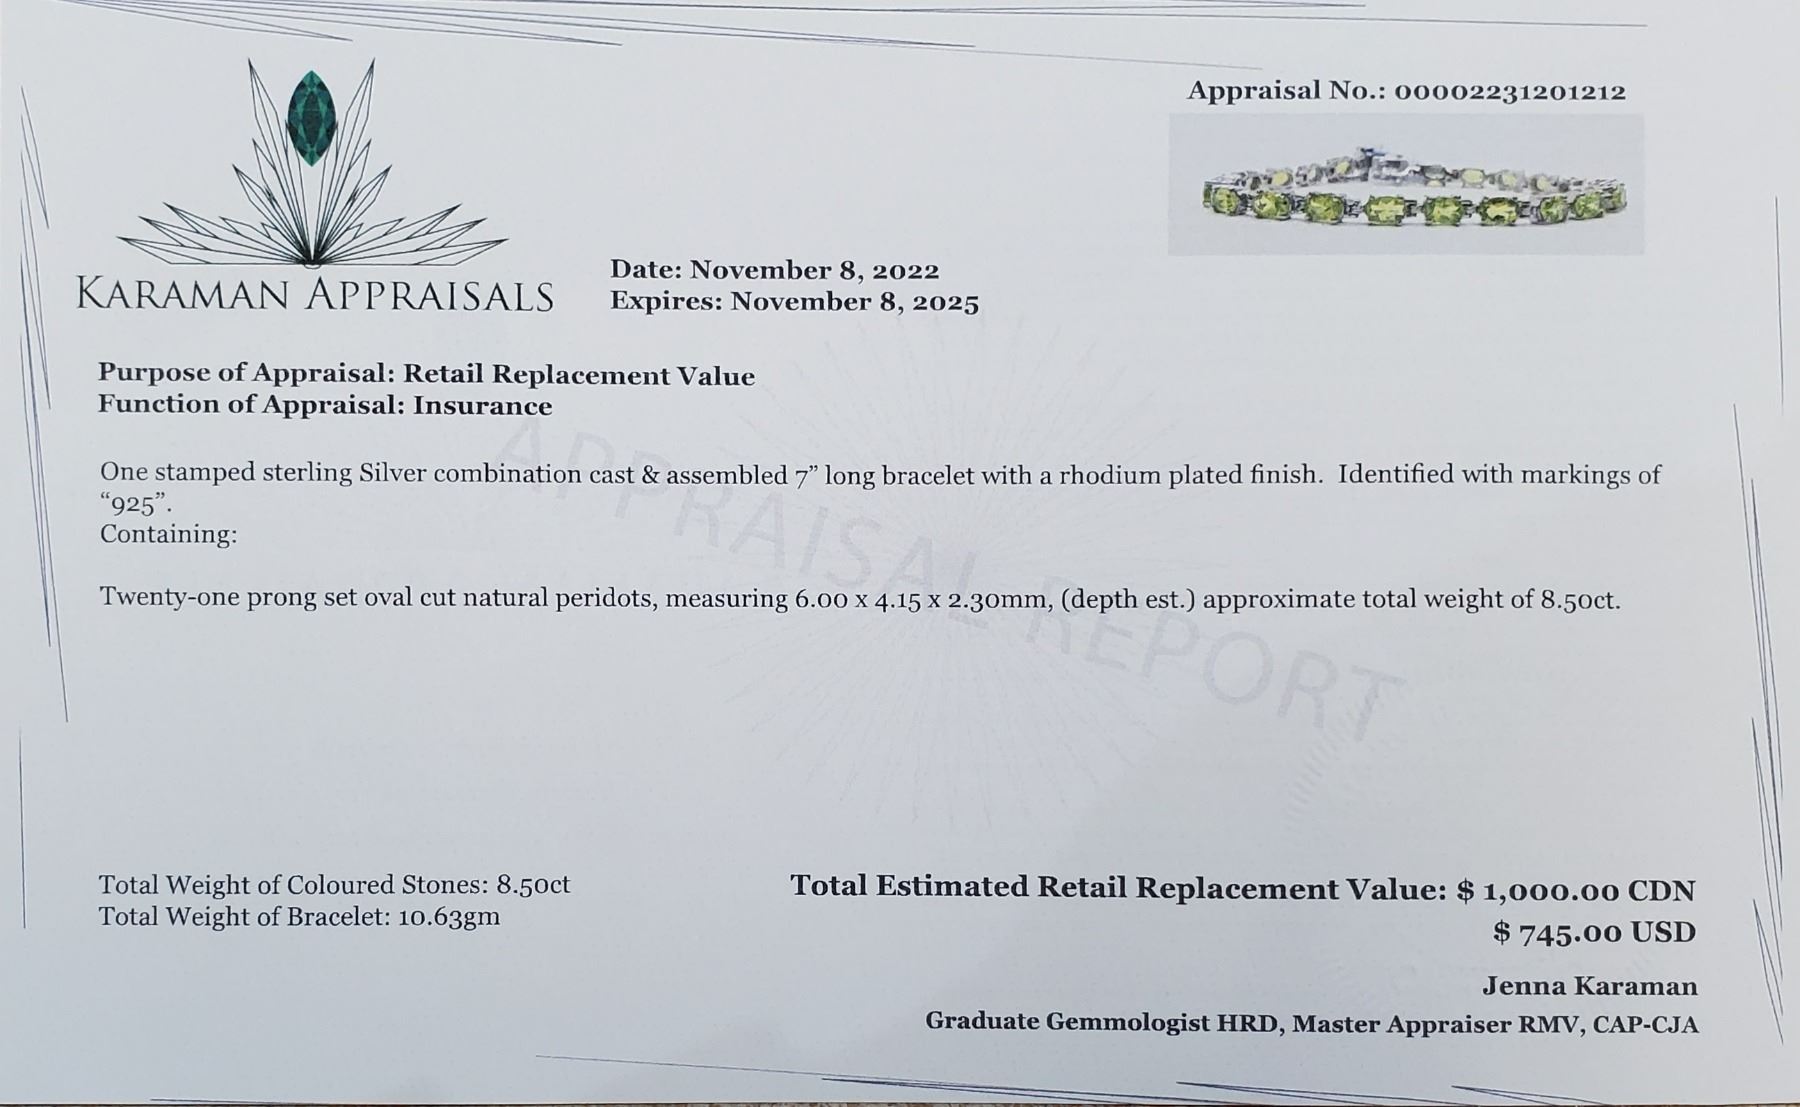 Appraisal No.: 00002231201212
KARAMAN APPRAISALS
Date: November 8, 2022
Expires: November 8, 2025
Purpose of Appraisal: Retail Replacement Value
Function of Appraisal: Insurance
One stamped sterling Silver combination cast & assembled 7” long bracelet with a rhodium plated finish.  Identified with markings of
“925”.
Containing:
Twenty-one prong set oval cut natural peridots, measuring 6.00 x 4.15 x 2.30mm, (depth est.) approximate total weight of 8.50ct.
APPRAISAL REPORT
Total Weight of Coloured Stones: 8.50ct
Total Weight of Bracelet: 10.63gm
Total Estimated Retail Replacement Value: $ 1,000.00 CDN
$ 745.00 USD
Jenna Karaman
Graduate Gemmologist HRD, Master Appraiser RMV, CAP-CJA